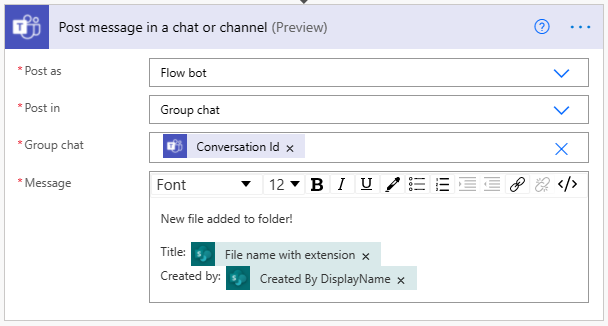 Post message in a chat or channel (Preview)
* Post as
Flow bot
* Post in
Group chat
* Group chat
Conversation Id ×
* Message
Font 12 B I U </>
New file added to folder!
Title: File name with extension ×
Created by: Created By DisplayName ×